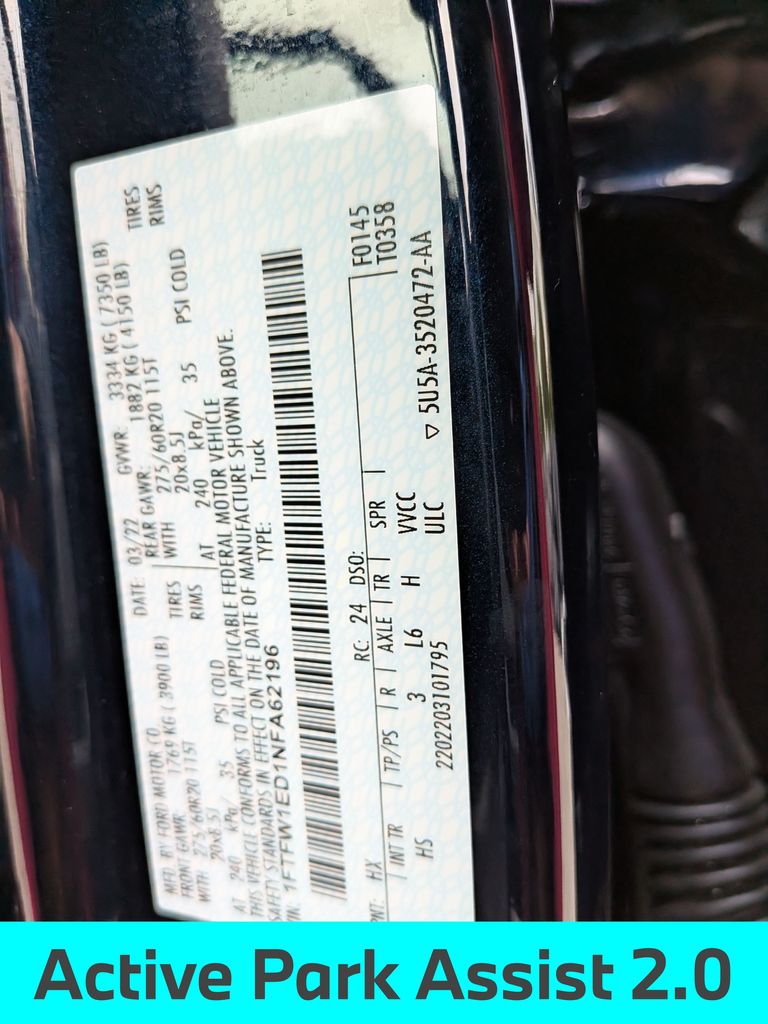 MFD. BY FORD MOTOR CO. DATE: 03/22 GVWR: 3334 KG ( 7350 LB)
FRONT GAWR: 1769 KG ( 3900 LB) REAR GAWR: 1882 KG ( 4150 LB)
WITH 275/60R20 115T TIRES WITH 275/60R20 115T TIRES
20x8.5J RIMS 20x8.5J RIMS
AT 240 kPa/ 35 PSI COLD AT 240 kPa/ 35 PSI COLD
THIS VEHICLE CONFORMS TO ALL APPLICABLE FEDERAL MOTOR VEHICLE
SAFETY STANDARDS IN EFFECT ON THE DATE OF MANUFACTURE SHOWN ABOVE.
VIN: 1FTFW1ED1NFA62196 TYPE: Truck
F0145
PNT: HX RC: 24 DSO: T0358
INT TR TP/PS R AXLE TR SPR
HS 3 L6 H VVCC ▽ 5U5A-3520472-AA
2202203101795 ULC
Active Park Assist 2.0